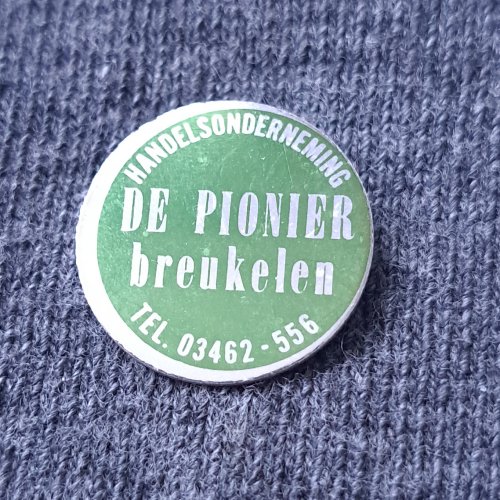 HANDELSONDERNEMING
DE PIONIER
breukelen
TEL. 03462-556